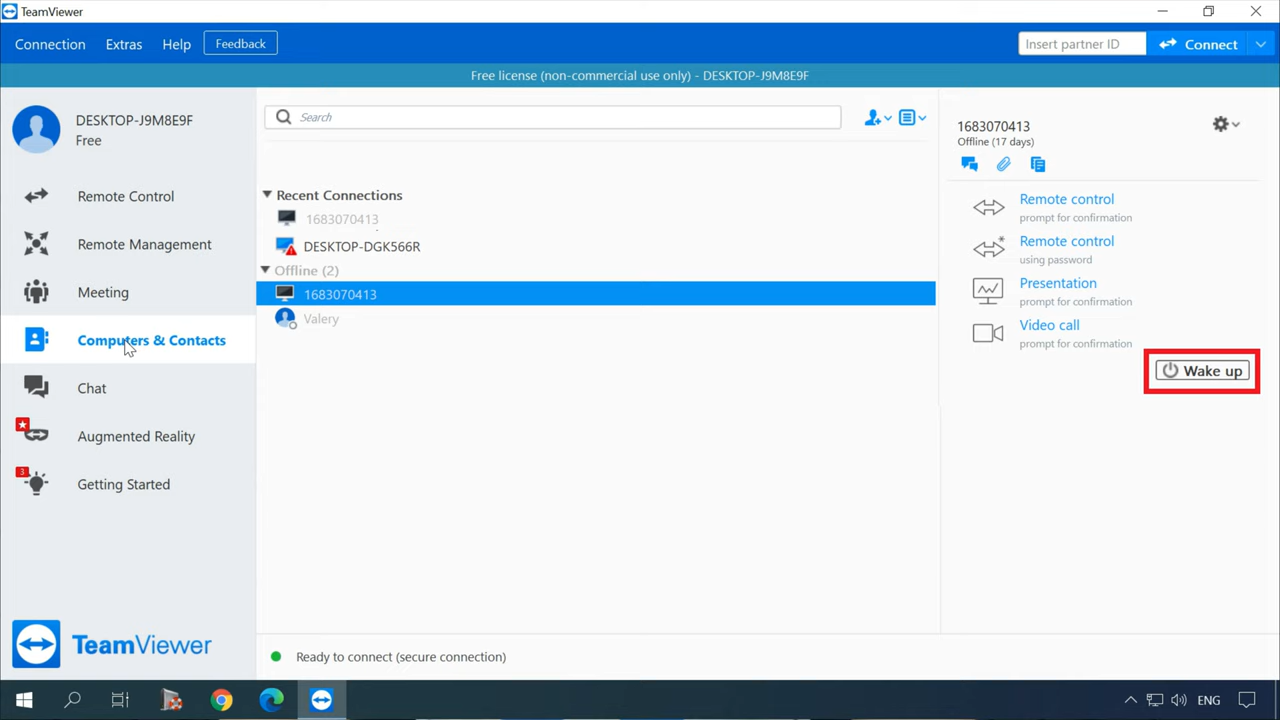 TeamViewer
Connection Extras Help Feedback
Insert partner ID Connect
Free license (non-commercial use only) - DESKTOP-J9M8E9F
DESKTOP-J9M8E9F
Free
Remote Control
Remote Management
Meeting
Computers & Contacts
Chat
Augmented Reality
3
Getting Started
TeamViewer
Search
Recent Connections
1683070413
DESKTOP-DGK566R
Offline (2)
1683070413
Valery
Ready to connect (secure connection)
1683070413
Offline (17 days)
Remote control
prompt for confirmation
Remote control
using password
Presentation
prompt for confirmation
Video call
prompt for confirmation
Wake up
ENG